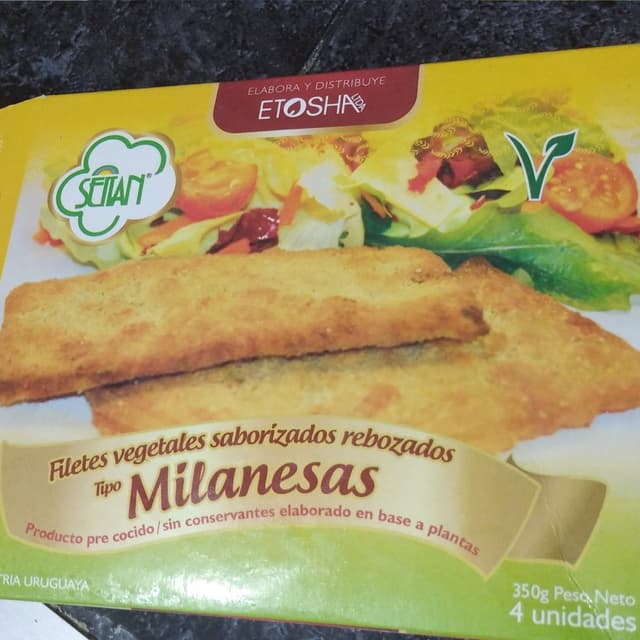 ELABORA Y DISTRIBUYE
ETOSHA LTDA
SEITAN®
V
Filetes vegetales saborizados rebozados
Tipo Milanesas
Producto pre cocido/sin conservantes elaborado en base a plantas
TRIA URUGUAYA
350g Peso Neto
4 unidades